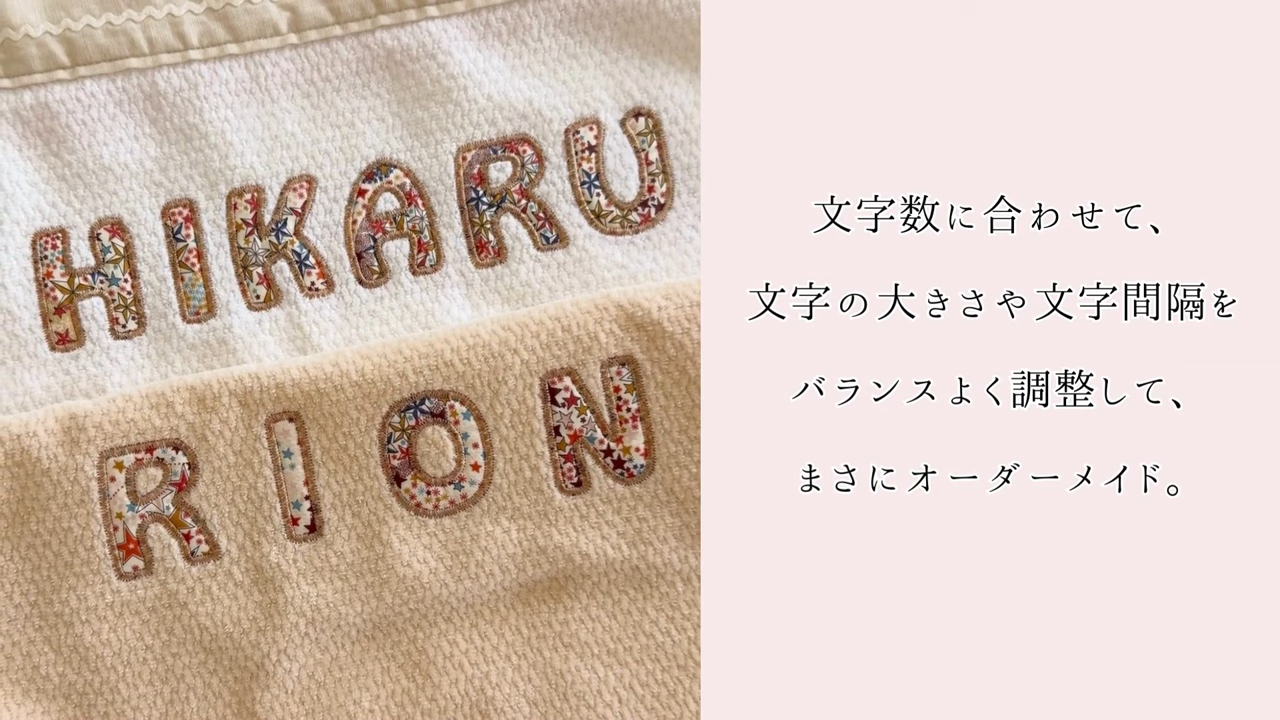 HIKARU
RION
文字数に合わせて、
文字の大きさや文字間隔を
バランスよく調整して、
まさにオーダーメイド。